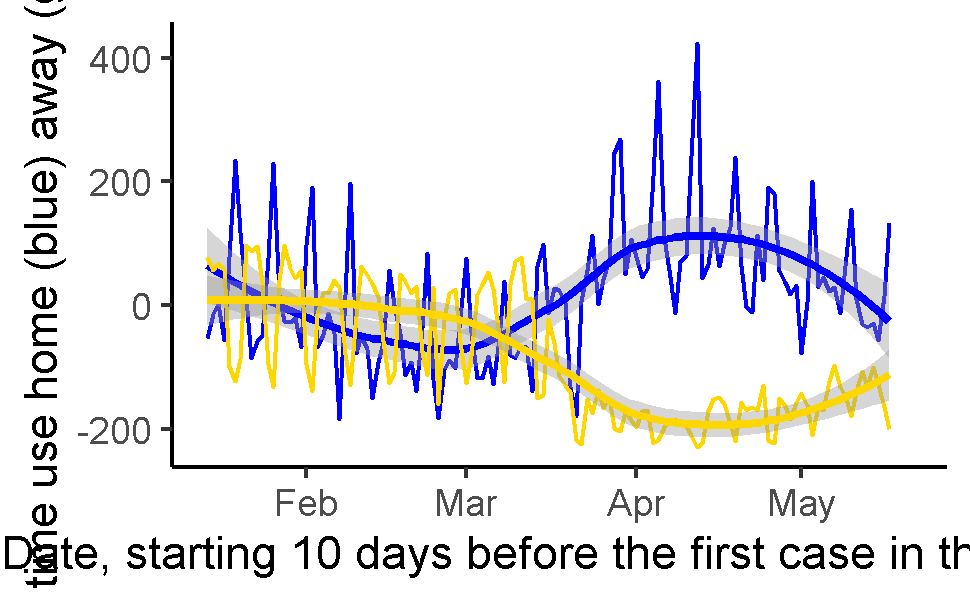 time use home (blue) away (
400
200
0
-200
Feb Mar Apr May
Date, starting 10 days before the first case in th